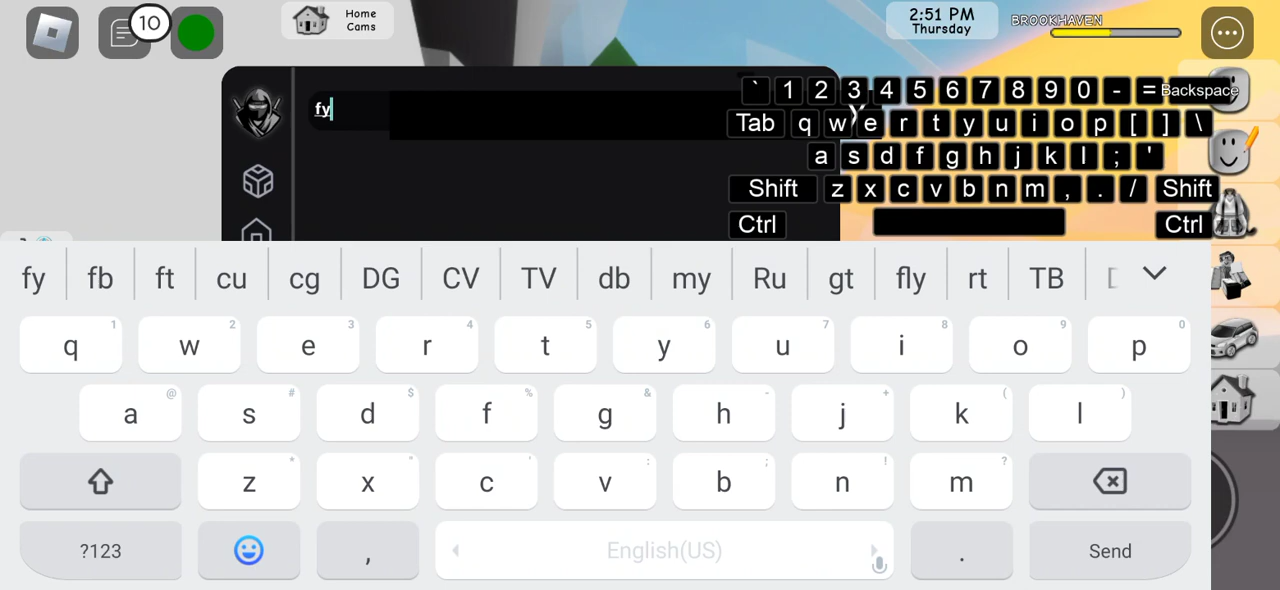 10
Home
Cams
2:51 PM
Thursday
BROOKHAVEN
fy
` 1 2 3 4 5 6 7 8 9 0 - = Backspace
Tab q w e r t y u i o p [ ] \
a s d f g h j k l ; '
Shift z x c v b n m , . / Shift
Ctrl Ctrl
fy fb ft cu cg DG CV TV db my Ru gt fly rt TB
1 2 3 4 5 6 7 8 9 0
q w e r t y u i o p
@ # $ % & - + ( )
a s d f g h j k l
* " ' : ; ! ?
z x c v b n m
?123 , English(US) . Send